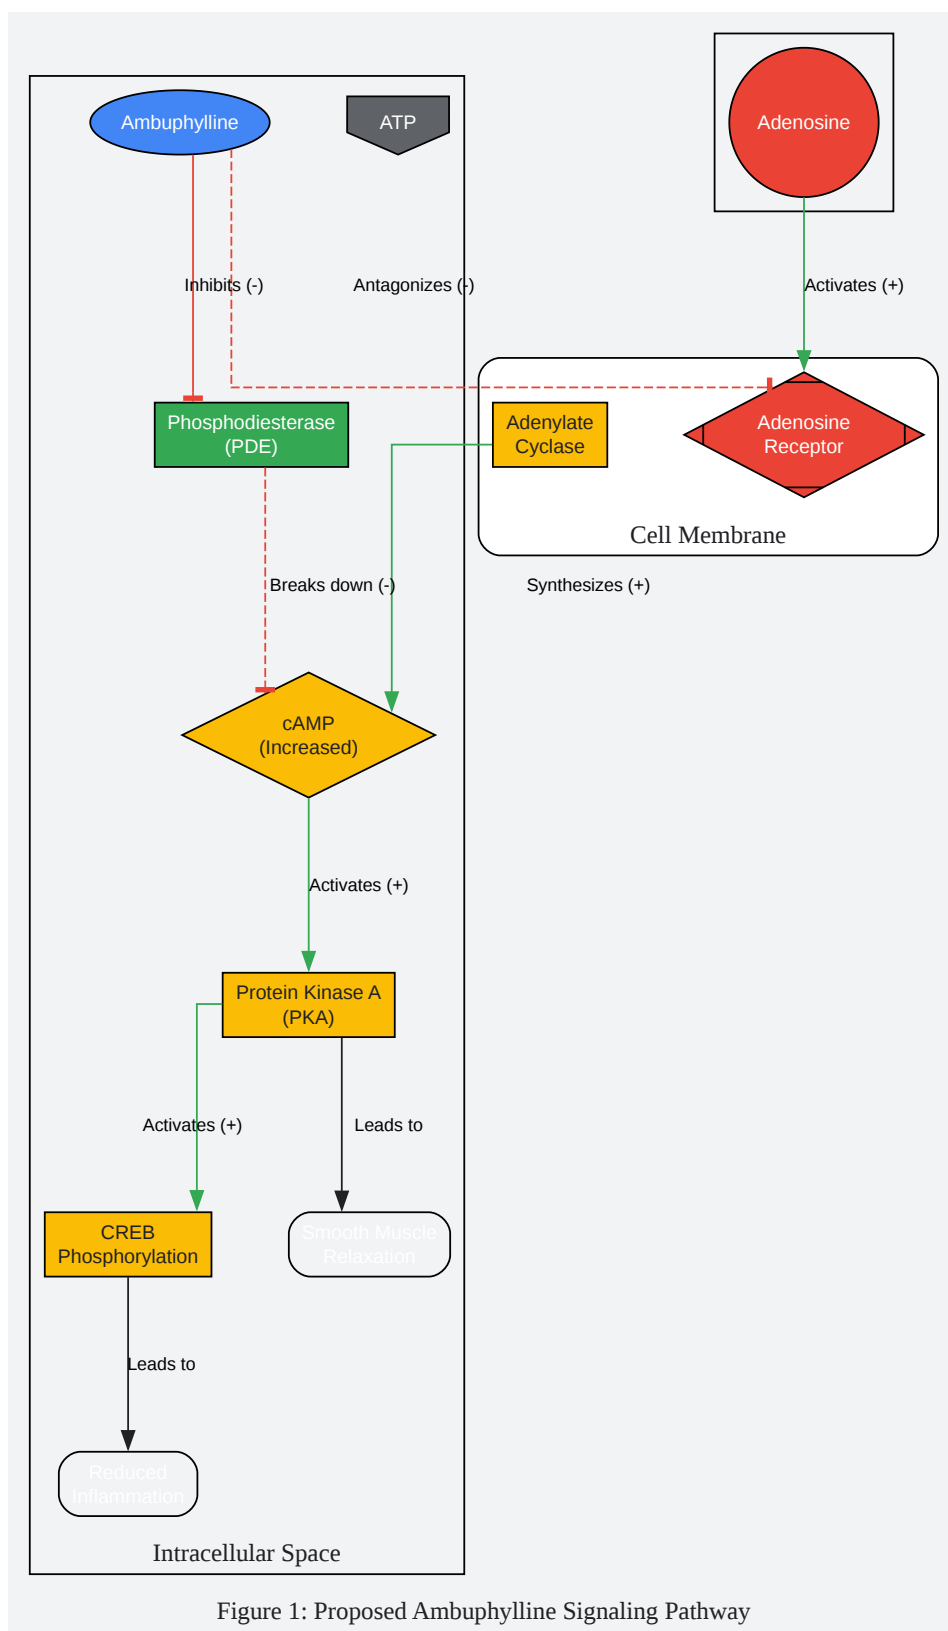 Ambuphylline
ATP
Adenosine
Inhibits (-)
Antagonizes (-)
Activates (+)
Phosphodiesterase
(PDE)
Adenylate
Cyclase
Adenosine
Receptor
Cell Membrane
Breaks down (-)
Synthesizes (+)
cAMP
(Increased)
Activates (+)
Protein Kinase A
(PKA)
Activates (+)
Leads to
CREB
Phosphorylation
Smooth Muscle
Relaxation
Leads to
Reduced
Inflammation
Intracellular Space
Figure 1: Proposed Ambuphylline Signaling Pathway